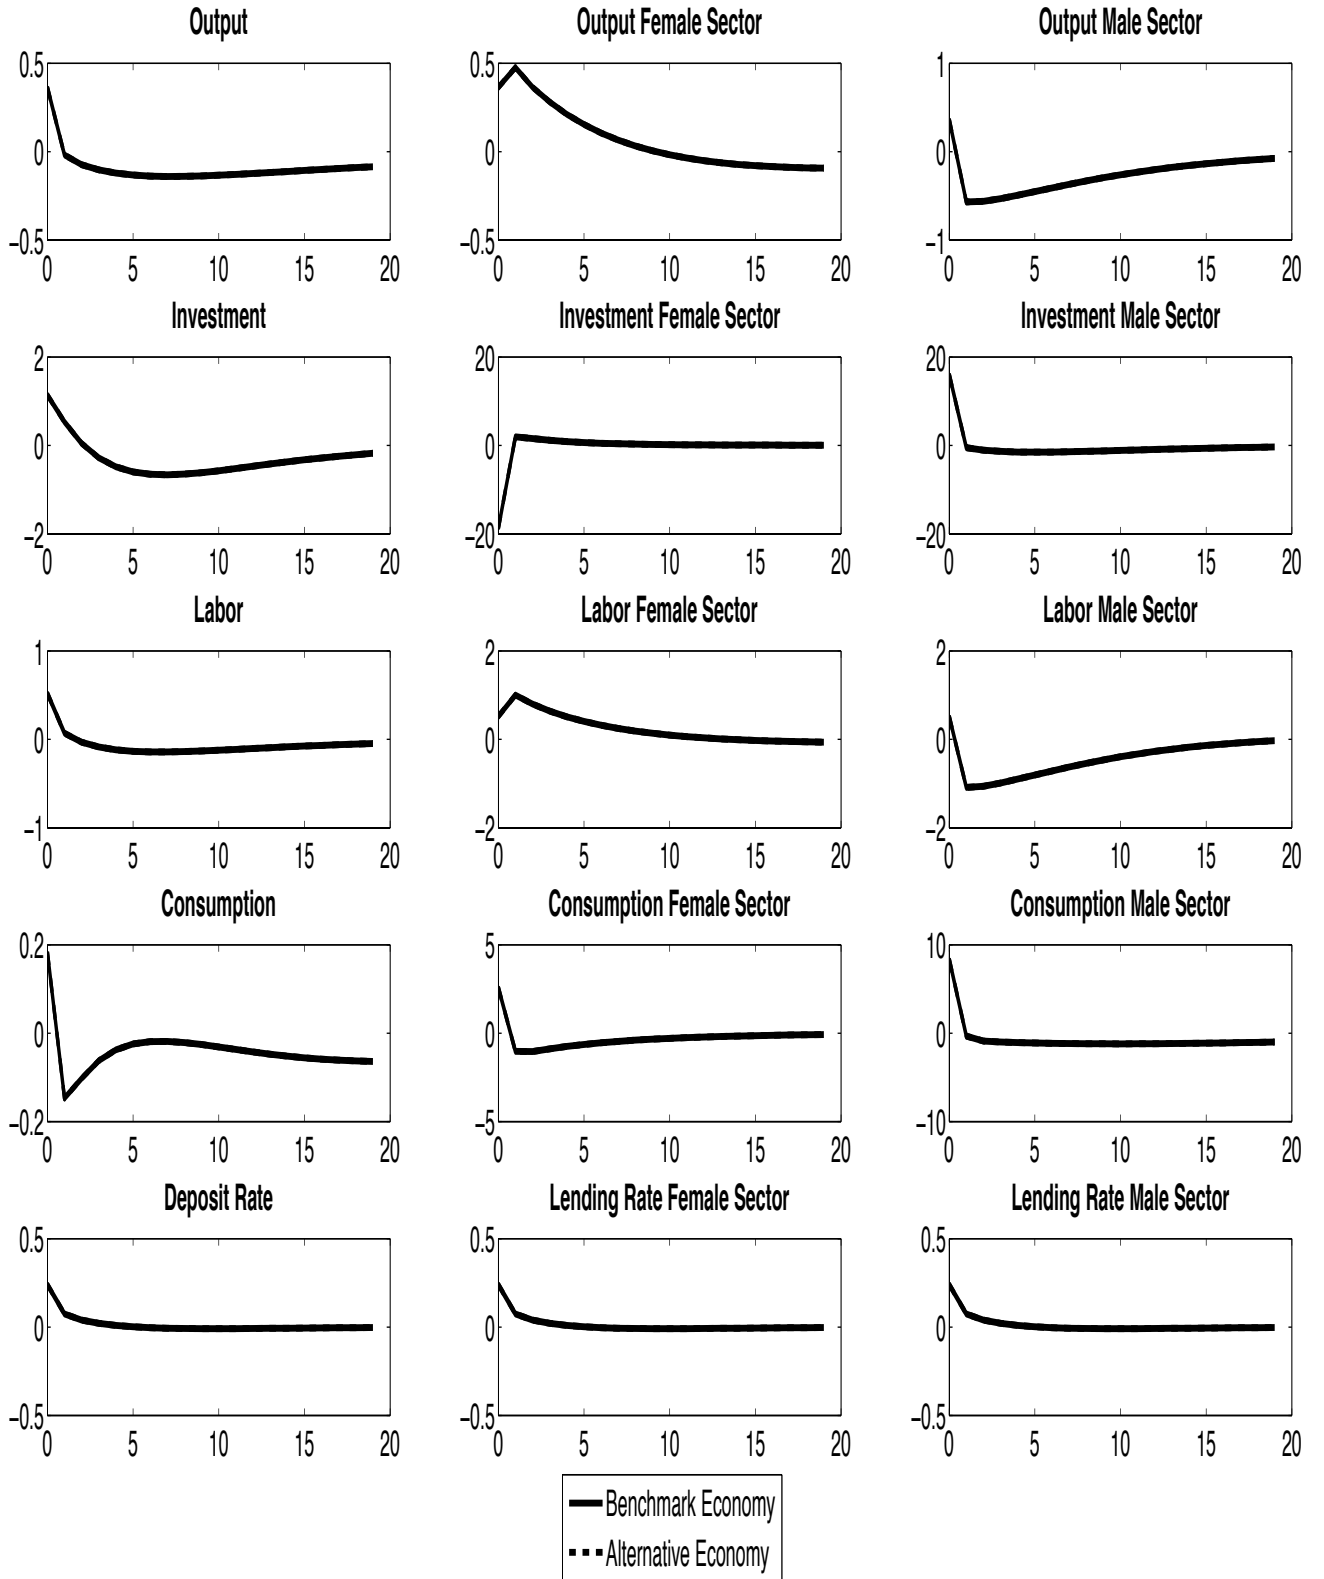 Output
Output Female Sector
Output Male Sector
0.5
0
−0.5
0 5 10 15 20
0.5
0
−0.5
0 5 10 15 20
1
0
−1
0 5 10 15 20
Investment
Investment Female Sector
Investment Male Sector
2
0
−2
0 5 10 15 20
20
0
−20
0 5 10 15 20
20
0
−20
0 5 10 15 20
Labor
Labor Female Sector
Labor Male Sector
1
0
−1
0 5 10 15 20
2
0
−2
0 5 10 15 20
2
0
−2
0 5 10 15 20
Consumption
Consumption Female Sector
Consumption Male Sector
0.2
0
−0.2
0 5 10 15 20
5
0
−5
0 5 10 15 20
10
0
−10
0 5 10 15 20
Deposit Rate
Lending Rate Female Sector
Lending Rate Male Sector
0.5
0
−0.5
0 5 10 15 20
0.5
0
−0.5
0 5 10 15 20
0.5
0
−0.5
0 5 10 15 20
Benchmark Economy
Alternative Economy